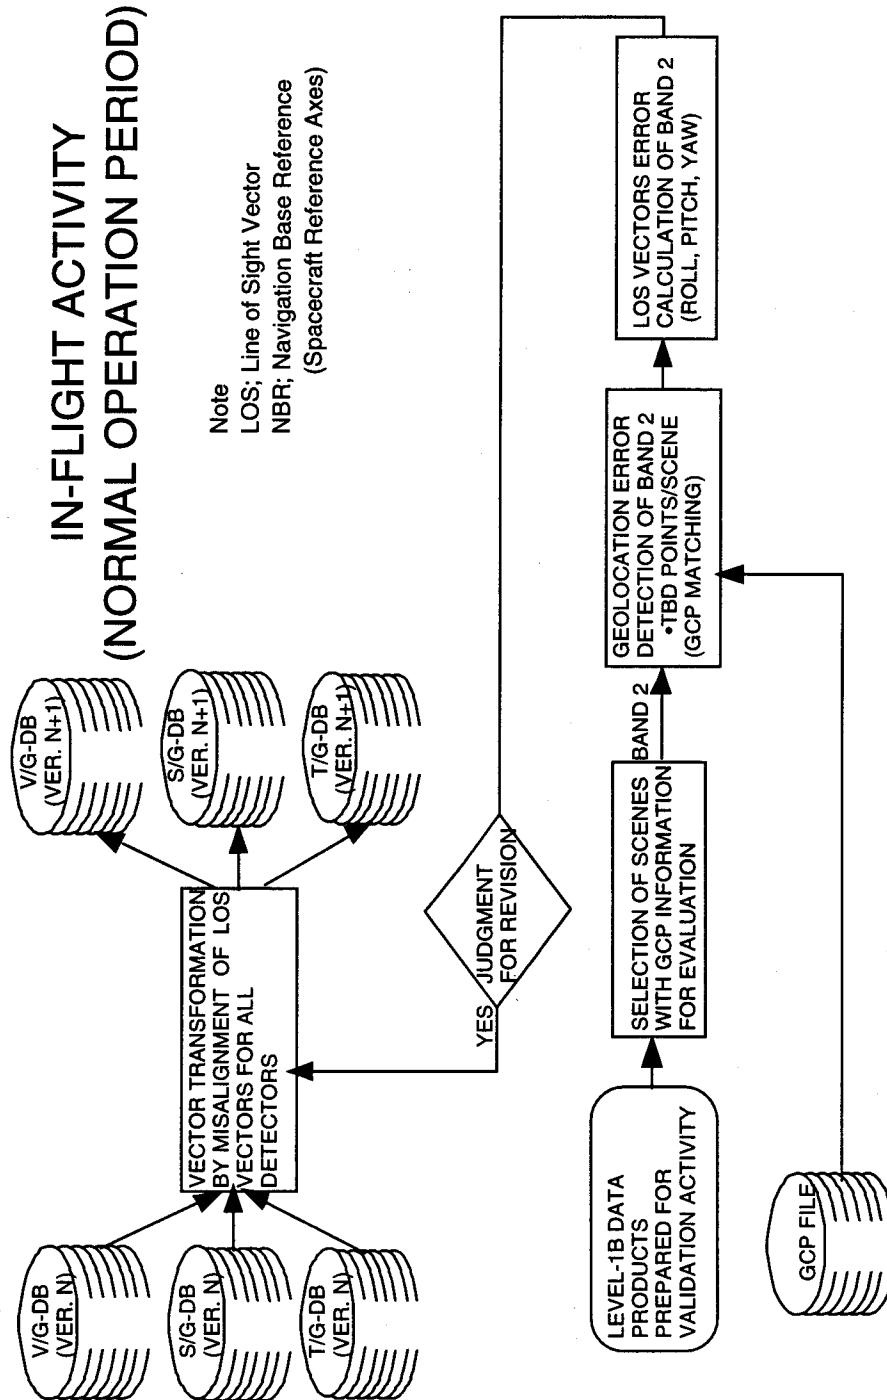 IN-FLIGHT ACTIVITY
(NORMAL OPERATION PERIOD)
V/G-DB
(VER. N)
S/G-DB
(VER. N)
T/G-DB
(VER. N)
VECTOR TRANSFORMATION
BY MISALIGNMENT OF LOS
VECTORS FOR ALL
DETECTORS
V/G-DB
(VER. N+1)
S/G-DB
(VER. N+1)
T/G-DB
(VER. N+1)
Note
LOS; Line of Sight Vector
NBR; Navigation Base Reference
(Spacecraft Reference Axes)
YES
JUDGMENT
FOR REVISION
LEVEL-1B DATA
PRODUCTS
PREPARED FOR
VALIDATION ACTIVITY
SELECTION OF SCENES
WITH GCP INFORMATION
FOR EVALUATION
BAND 2
GEOLOCATION ERROR
DETECTION OF BAND 2
•TBD POINTS/SCENE
(GCP MATCHING)
LOS VECTORS ERROR
CALCULATION OF BAND 2
(ROLL, PITCH, YAW)
GCP FILE